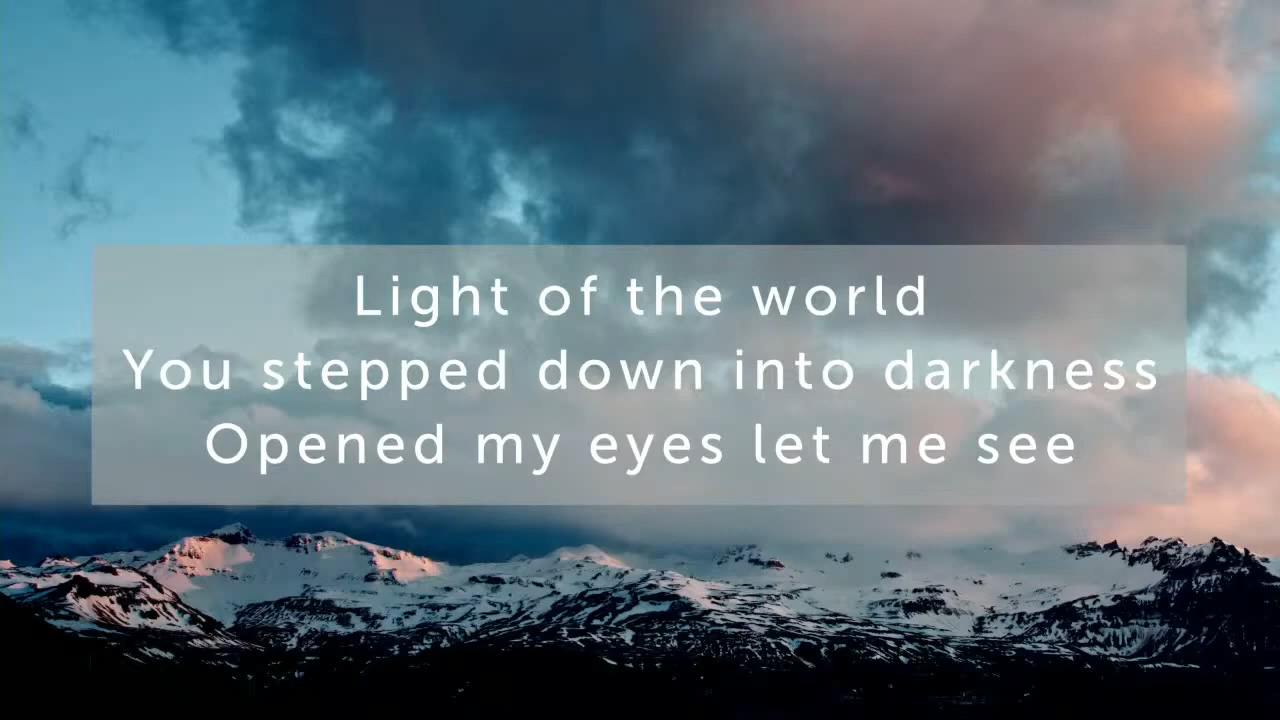 Light of the world
You stepped down into darkness
Opened my eyes let me see